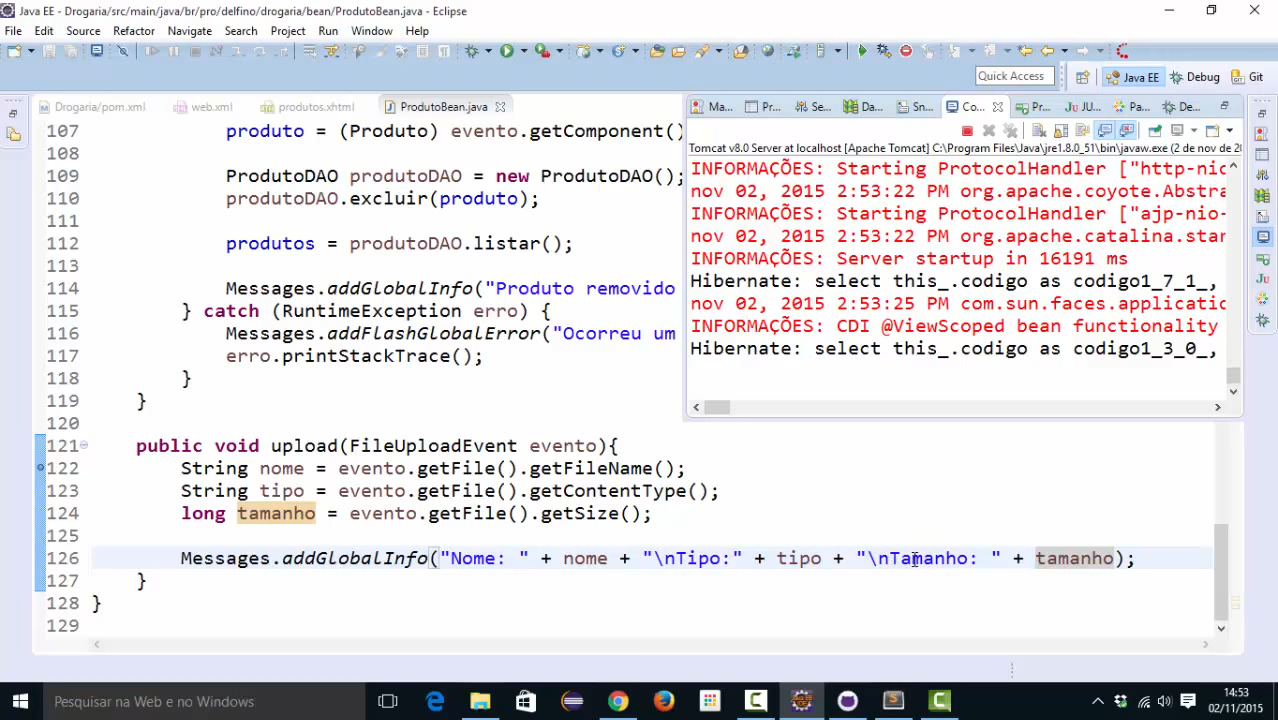 Java EE - Drogaria/src/main/java/br/pro/delfino/drogaria/bean/ProdutoBean.java - Eclipse
File Edit Source Refactor Navigate Search Project Run Window Help
Quick Access Java EE Debug Git
Drogaria/pom.xml web.xml produtos.xhtml ProdutoBean.java
Ma... Pr... Se... Da... Sn... Co... Pr... JU... Pa... De...
Tomcat v8.0 Server at localhost [Apache Tomcat] C:\Program Files\Java\jre1.8.0_51\bin\javaw.exe (2 de nov de 20
INFORMAÇÕES: Starting ProtocolHandler ["http-nio
nov 02, 2015 2:53:22 PM org.apache.coyote.Abstra
INFORMAÇÕES: Starting ProtocolHandler ["ajp-nio-
nov 02, 2015 2:53:22 PM org.apache.catalina.star
INFORMAÇÕES: Server startup in 16191 ms
Hibernate: select this_.codigo as codigo1_7_1_,
nov 02, 2015 2:53:25 PM com.sun.faces.applicatio
INFORMAÇÕES: CDI @ViewScoped bean functionality
Hibernate: select this_.codigo as codigo1_3_0_,
107 produto = (Produto) evento.getComponent()
108
109 ProdutoDAO produtoDAO = new ProdutoDAO();
110 produtoDAO.excluir(produto);
111
112 produtos = produtoDAO.listar();
113
114 Messages.addGlobalInfo("Produto removido
115 } catch (RuntimeException erro) {
116 Messages.addFlashGlobalError("Ocorreu um
117 erro.printStackTrace();
118 }
119 }
120
121 public void upload(FileUploadEvent evento){
122 String nome = evento.getFile().getFileName();
123 String tipo = evento.getFile().getContentType();
124 long tamanho = evento.getFile().getSize();
125
126 Messages.addGlobalInfo("Nome: " + nome + "\nTipo:" + tipo + "\nTamanho: " + tamanho);
127 }
128 }
129
Pesquisar na Web e no Windows
14:53
02/11/2015